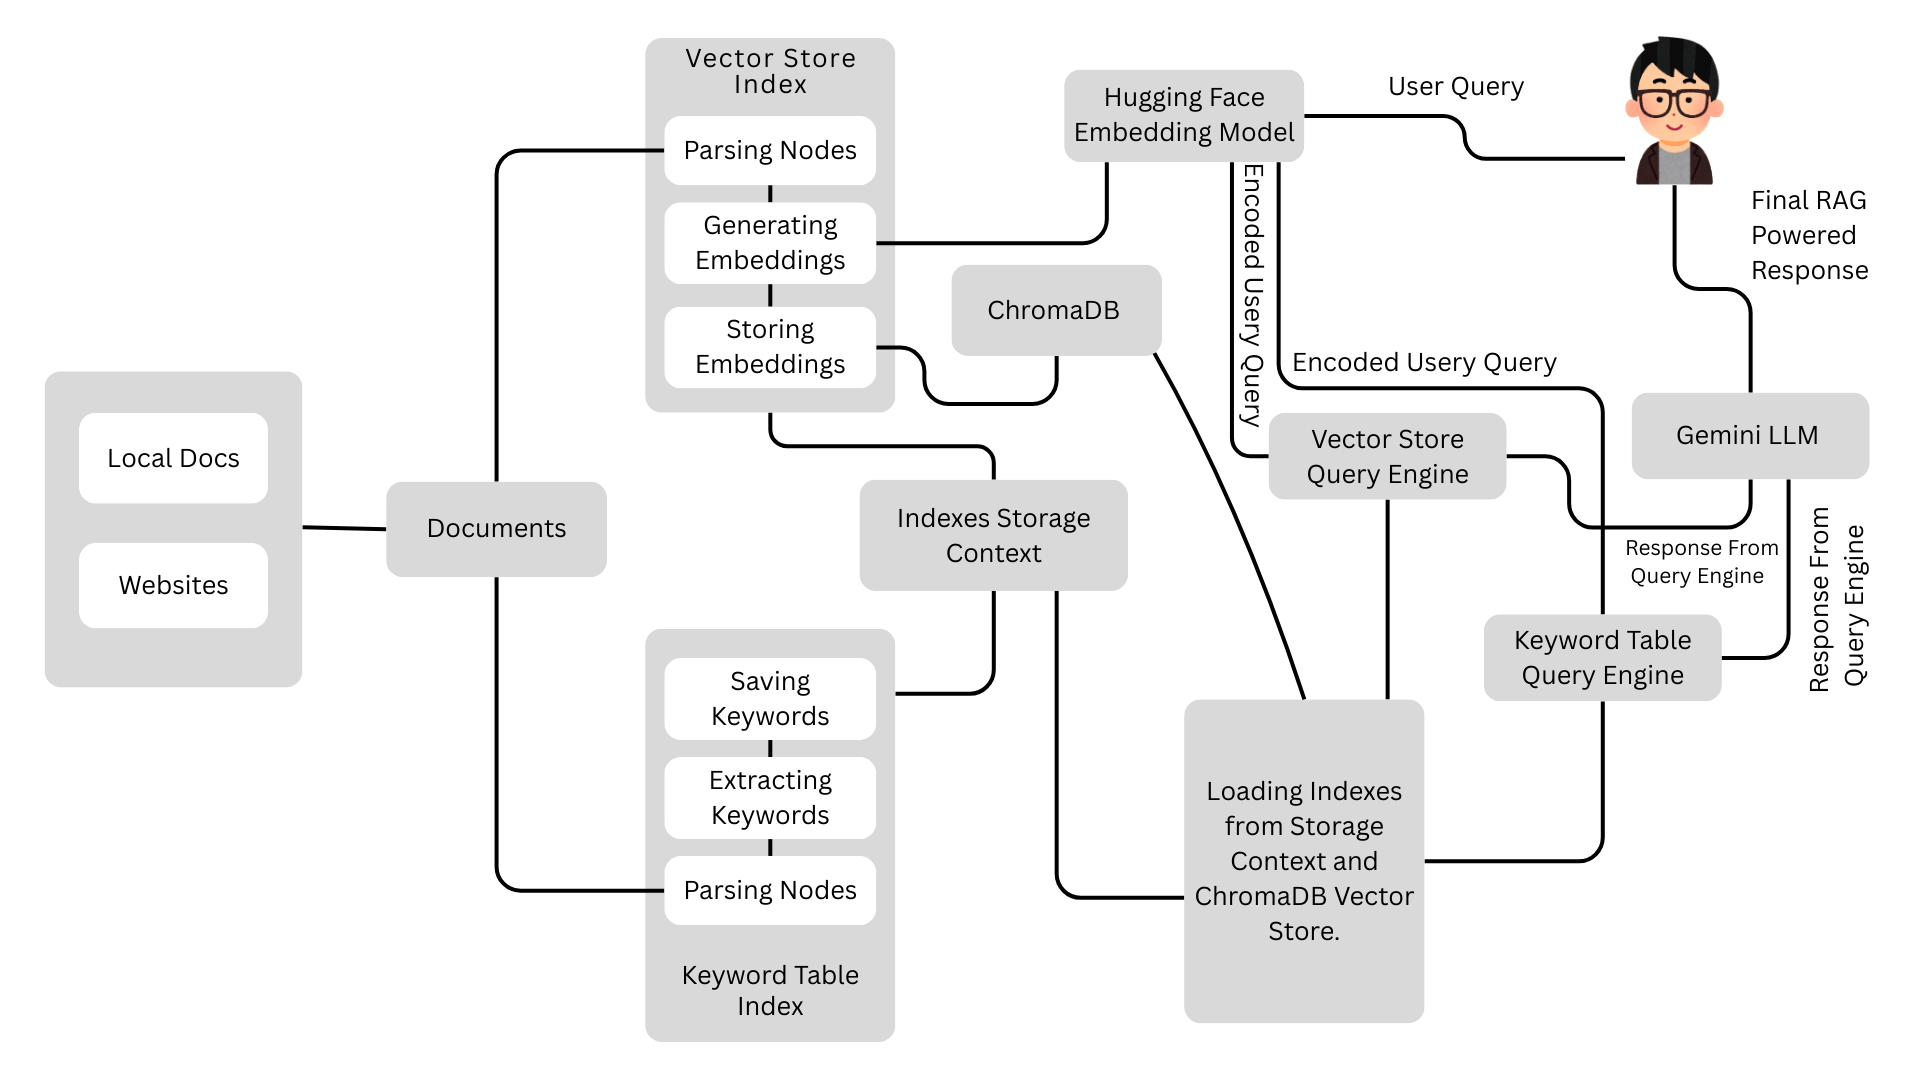 Vector Store
Index
Parsing Nodes
Generating
Embeddings
Storing
Embeddings
Hugging Face
Embedding Model
User Query
Final RAG
Powered
Response
ChromaDB
Encoded Usery Query
Encoded Usery Query
Local Docs
Websites
Documents
Indexes Storage
Context
Vector Store
Query Engine
Gemini LLM
Response From
Query Engine
Response From
Query Engine
Keyword Table
Query Engine
Saving
Keywords
Extracting
Keywords
Parsing Nodes
Keyword Table
Index
Loading Indexes
from Storage
Context and
ChromaDB Vector
Store.